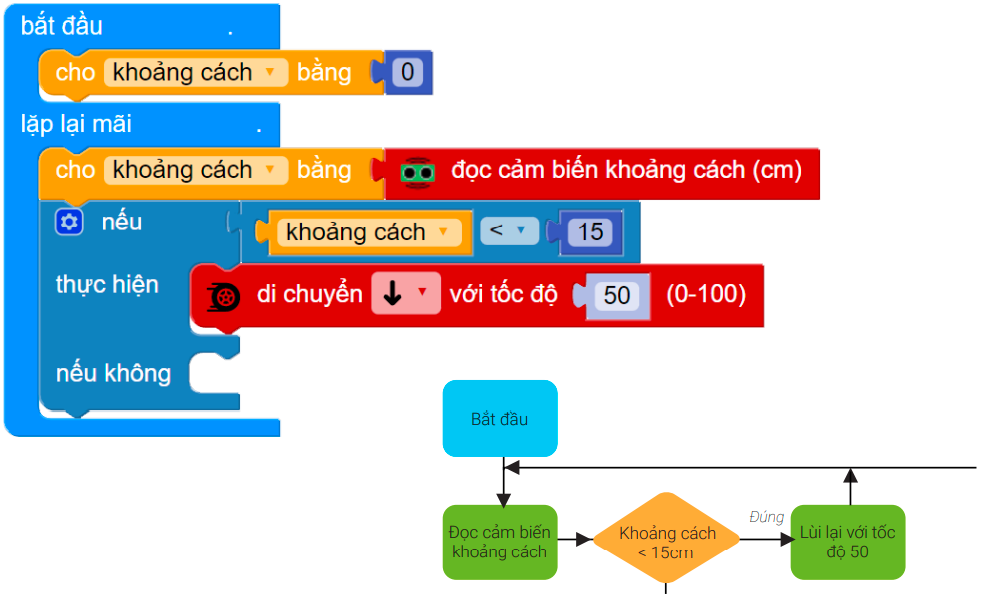 bắt đầu .
cho khoảng cách bằng 0
lặp lại mãi .
cho khoảng cách bằng đọc cảm biến khoảng cách (cm)
nếu khoảng cách < 15
thực hiện di chuyển ↓ với tốc độ 50 (0-100)
nếu không
Bắt đầu
Đọc cảm biến
khoảng cách
Khoảng cách
< 15cm
Đúng
Lùi lại với tốc
độ 50